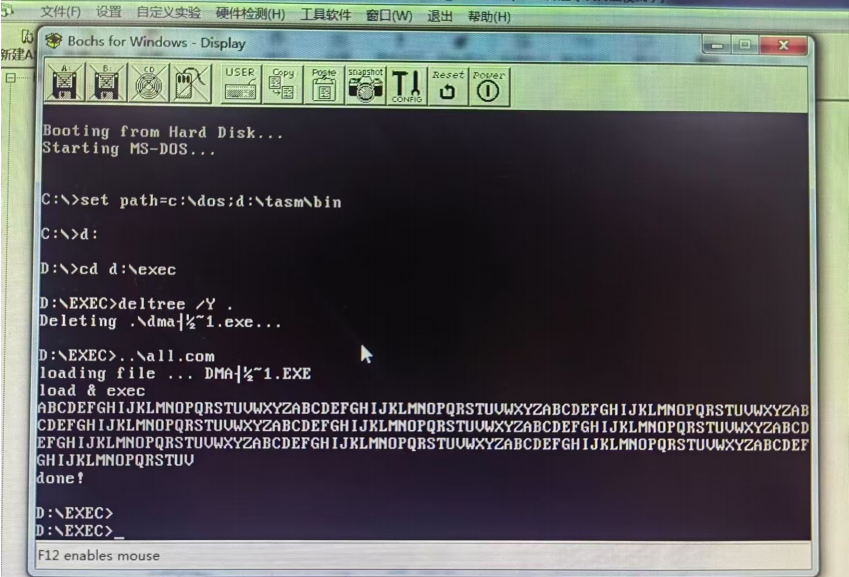 文件(F) 设置 自定义实验 硬件检测(H) 工具软件 窗口(W) 退出 帮助(H)
新建A
Bochs for Windows - Display
A: B: CD USER Copy Paste snapshot CONFIG Reset Power
Booting from Hard Disk...
Starting MS-DOS...
C:\>set path=c:\dos;d:\tasm\bin
C:\>d:
D:\>cd d:\exec
D:\EXEC>deltree /Y .
Deleting .\dma┤½~1.exe...
D:\EXEC>..\all.com
loading file ... DMA┤½~1.EXE
load & exec
ABCDEFGHIJKLMNOPQRSTUVWXYZABCDEFGHIJKLMNOPQRSTUVWXYZABCDEFGHIJKLMNOPQRSTUVWXYZAB
CDEFGHIJKLMNOPQRSTUVWXYZABCDEFGHIJKLMNOPQRSTUVWXYZABCDEFGHIJKLMNOPQRSTUVWXYZABCD
EFGHIJKLMNOPQRSTUVWXYZABCDEFGHIJKLMNOPQRSTUVWXYZABCDEFGHIJKLMNOPQRSTUVWXYZABCDEF
GHIJKLMNOPQRSTUV
done!
D:\EXEC>
D:\EXEC>_
F12 enables mouse